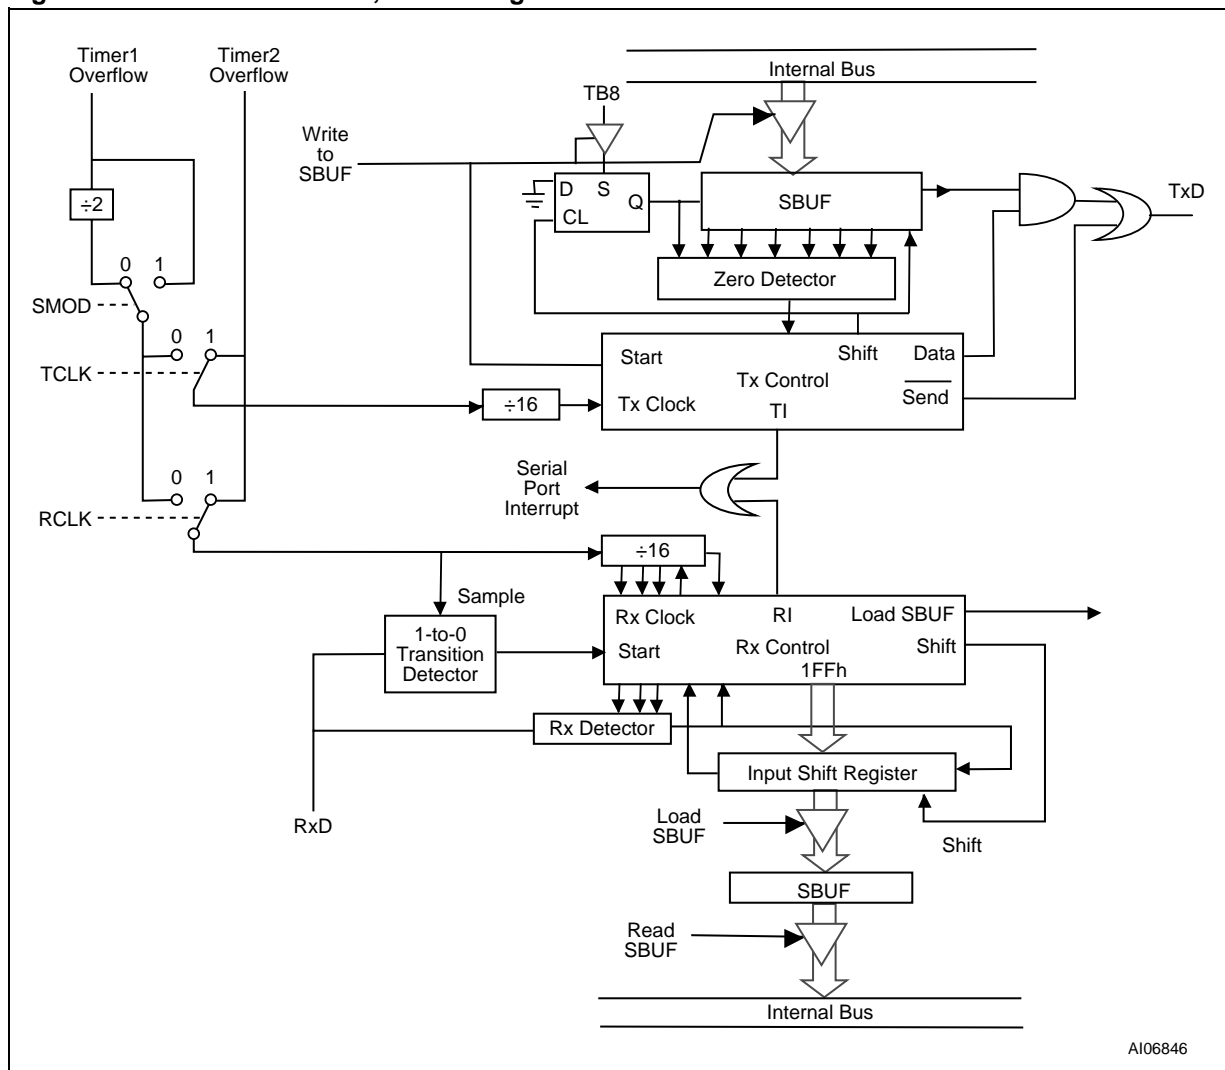 Timer1
Overflow
Timer2
Overflow
Internal Bus
TB8
Write
to
SBUF
D S
Q
CL
SBUF
TxD
÷2
Zero Detector
0 1
SMOD
0 1
TCLK
Start
Shift
Data
Tx Control
Send
÷16
Tx Clock
TI
Serial
Port
Interrupt
0 1
RCLK
÷16
Sample
Rx Clock
RI
Load SBUF
1-to-0
Transition
Detector
Start
Rx Control
Shift
1FFh
Rx Detector
Input Shift Register
RxD
Load
SBUF
Shift
SBUF
Read
SBUF
Internal Bus
AI06846